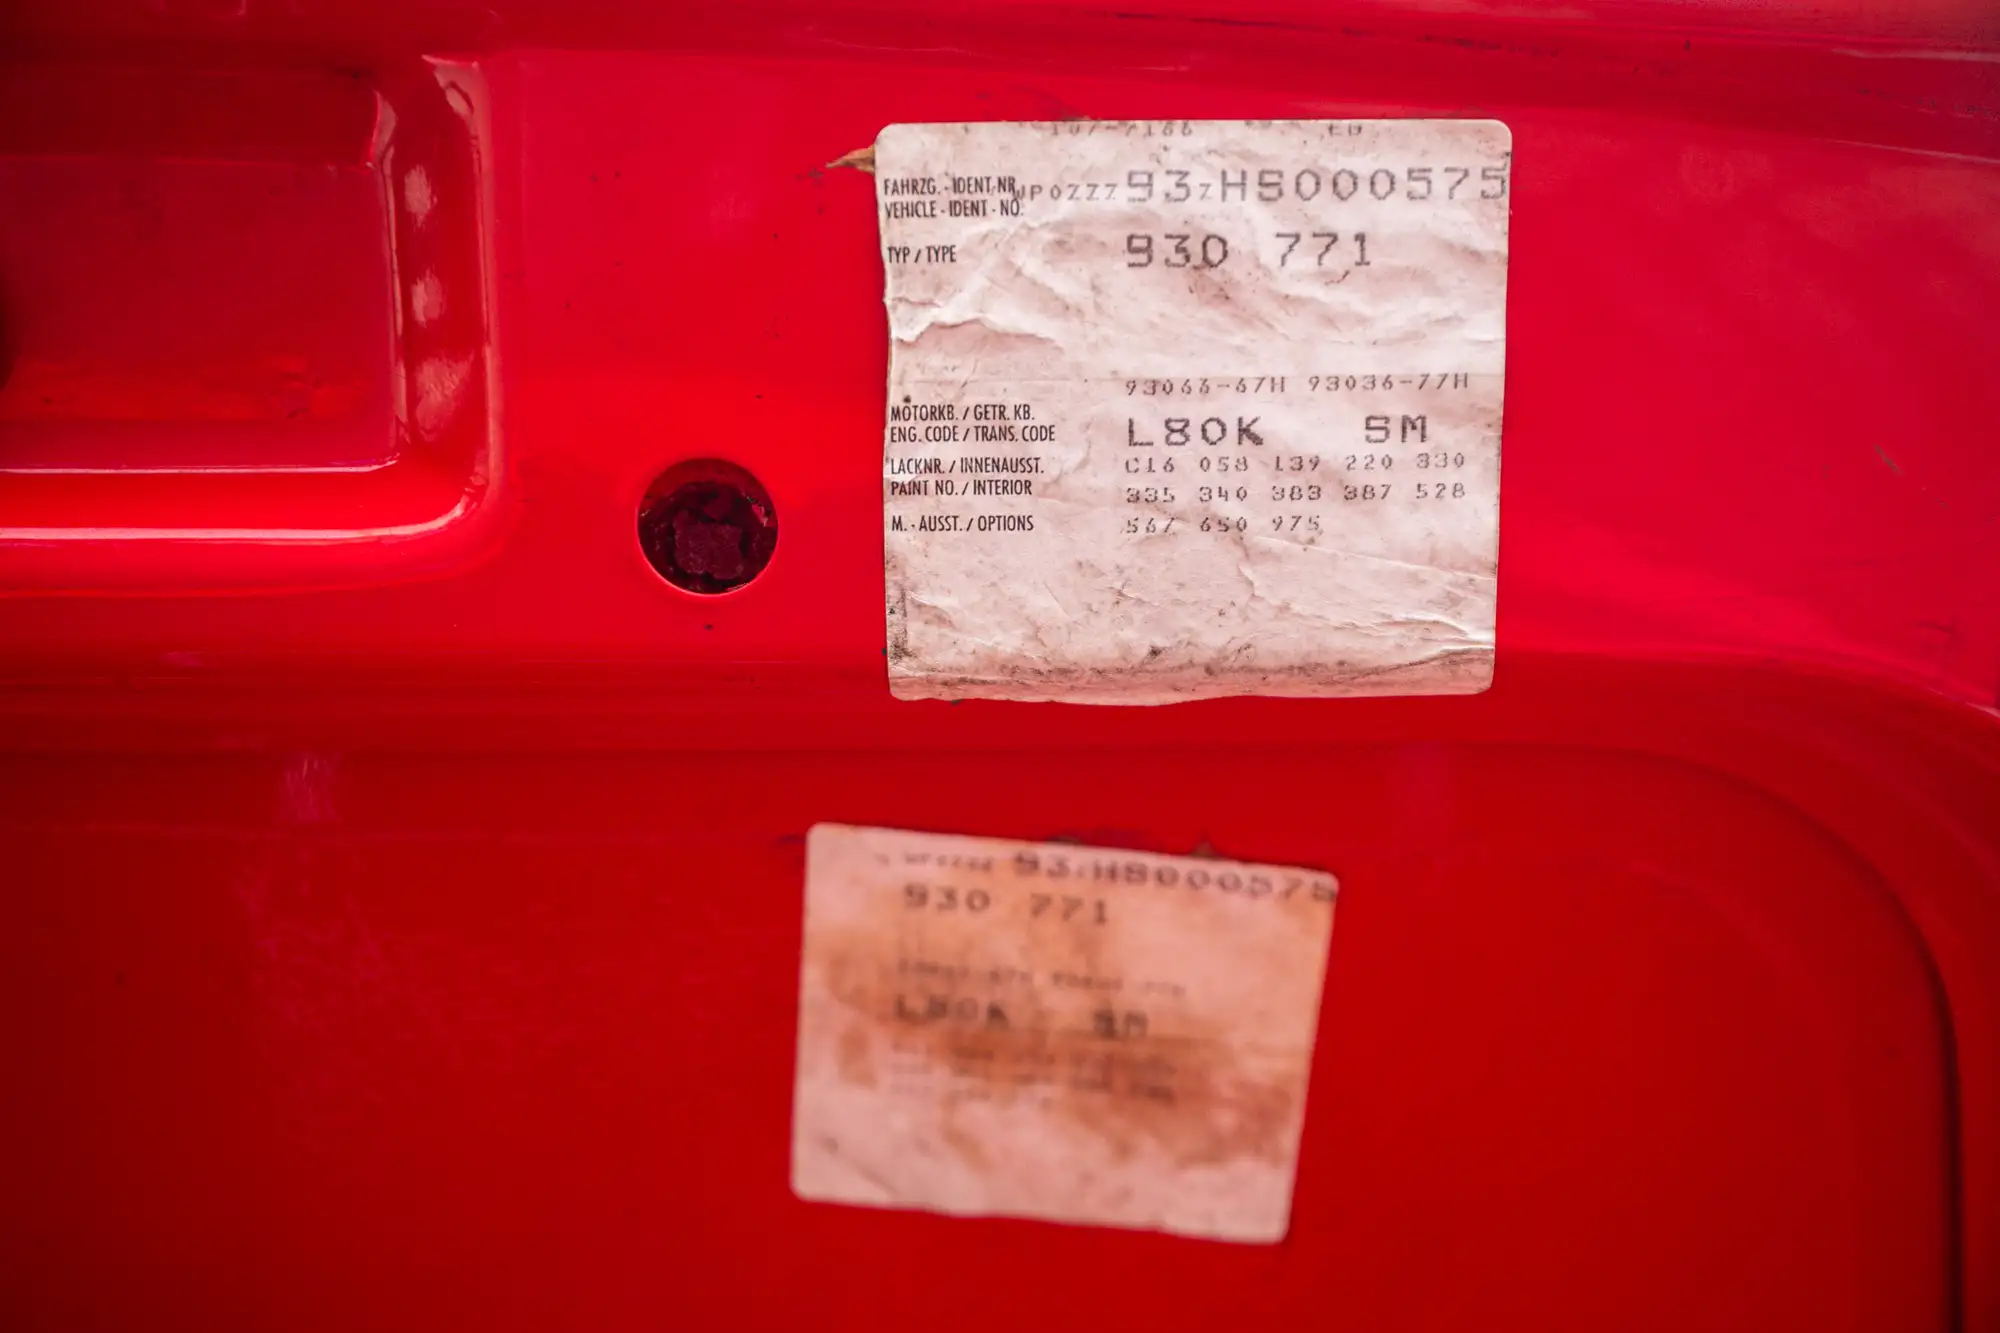 FAHRZG. - IDENT-NR. WP0ZZZ93ZHS000575
VEHICLE - IDENT - NO.
TYP / TYPE 930 771
93066-67H 93036-77H
MOTORKB. / GETR. KB.
ENG. CODE / TRANS. CODE L80K SM
LACKNR. / INNENAUSST. C16 058 139 220 330
PAINT NO. / INTERIOR 335 340 383 387 528
M. - AUSST. / OPTIONS 567 650 975
93ZHS000575
930 771
L80K SM